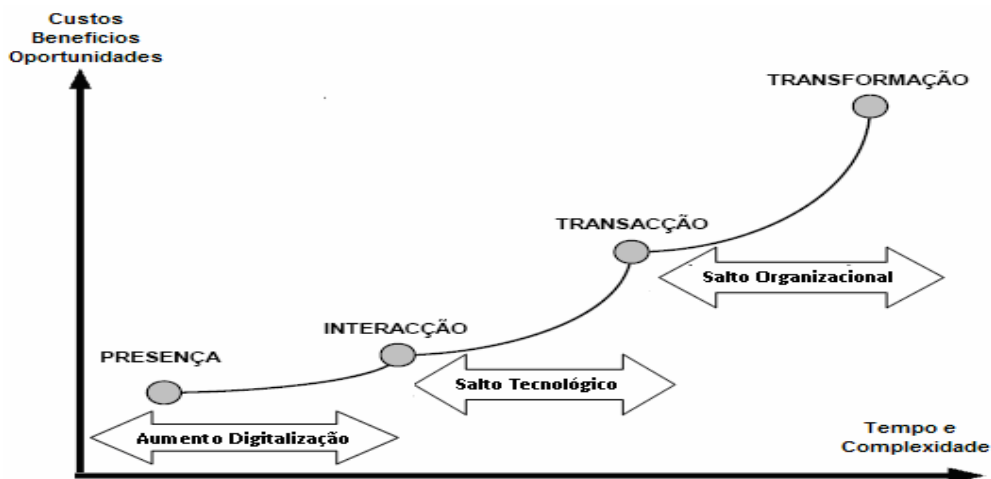 Custos
Beneficios
Oportunidades
TRANSFORMAÇÃO
TRANSACÇÃO
Salto Organizacional
INTERACÇÃO
PRESENÇA
Salto Tecnológico
Aumento Digitalização
Tempo e
Complexidade